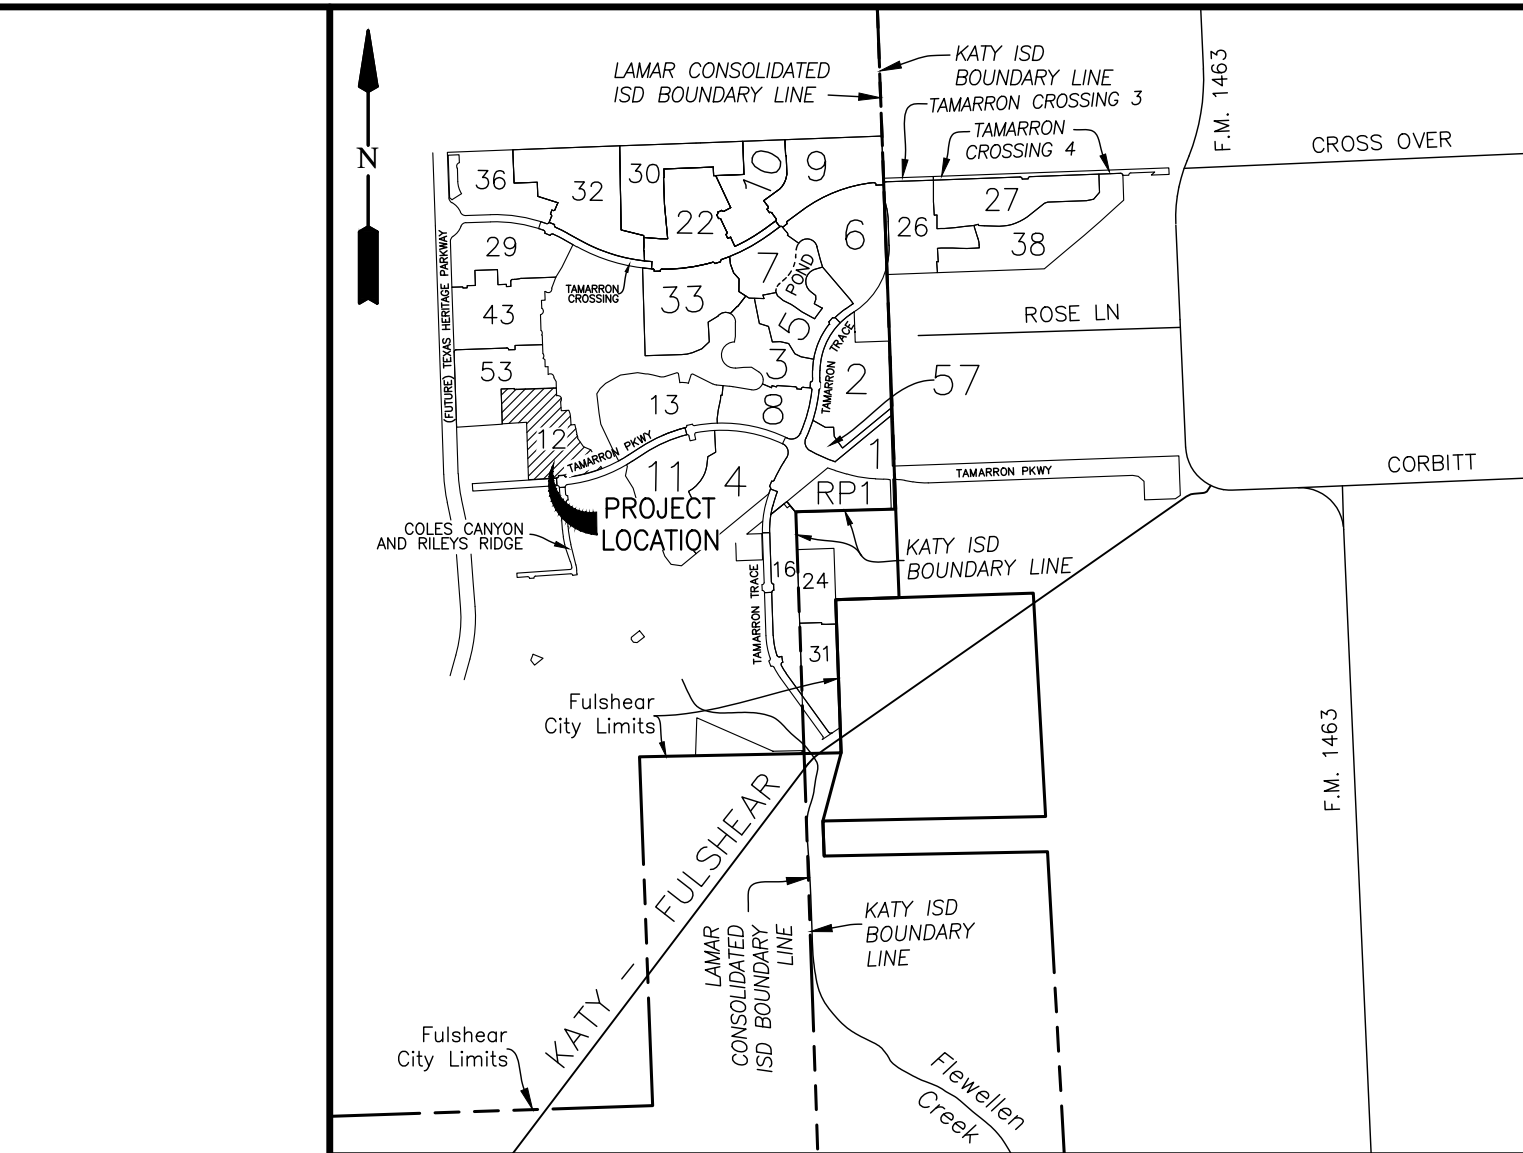 N
LAMAR CONSOLIDATED
ISD BOUNDARY LINE
KATY ISD
BOUNDARY LINE
TAMARRON CROSSING 3
TAMARRON
CROSSING 4
F.M. 1463
CROSS OVER
36
32
30
10
9
22
27
26
38
6
29
7
POND
TAMARRON
CROSSING
33
43
5
ROSE LN
(FUTURE) TEXAS HERITAGE PARKWAY
TAMARRON TRACE
53
3
2
57
13
8
12
TAMARRON PKWY
11
4
1
RP1
TAMARRON PKWY
CORBITT
PROJECT
LOCATION
COLES CANYON
AND RILEYS RIDGE
KATY ISD
BOUNDARY LINE
16
24
TAMARRON TRACE
31
Fulshear
City Limits
F.M. 1463
KATY - FULSHEAR
LAMAR
CONSOLIDATED
ISD BOUNDARY
LINE
KATY ISD
BOUNDARY
LINE
Fulshear
City Limits
Flewellen
Creek